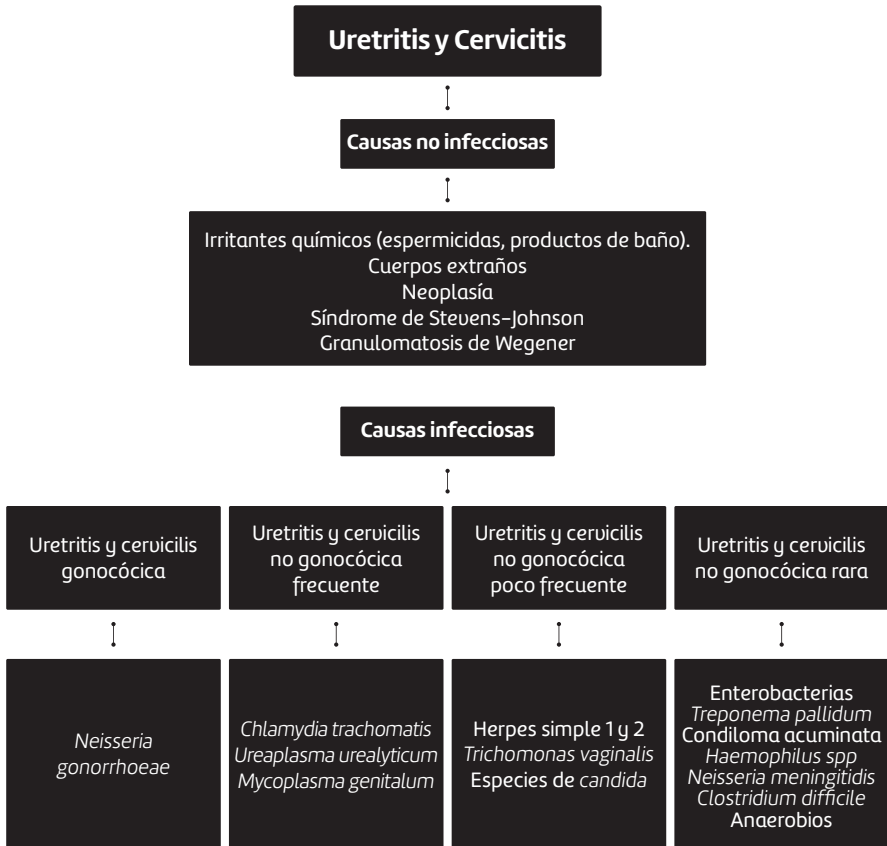 Uretritis y Cervicitis
Causas no infecciosas
Irritantes químicos (espermicidas, productos de baño).
Cuerpos extraños
Neoplasía
Síndrome de Stevens-Johnson
Granulomatosis de Wegener
Causas infecciosas
Uretritis y cervicilis
gonocócica
Uretritis y cervicilis
no gonocócica
frecuente
Uretritis y cervicilis
no gonocócica
poco frecuente
Uretritis y cervicilis
no gonocócica rara
Neisseria
gonorrhoeae
Chlamydia trachomatis
Ureaplasma urealyticum
Mycoplasma genitalum
Herpes simple 1 y 2
Trichomonas vaginalis
Especies de candida
Enterobacterias
Treponema pallidum
Condiloma acuminata
Haemophilus spp
Neisseria meningitidis
Clostridium difficile
Anaerobios